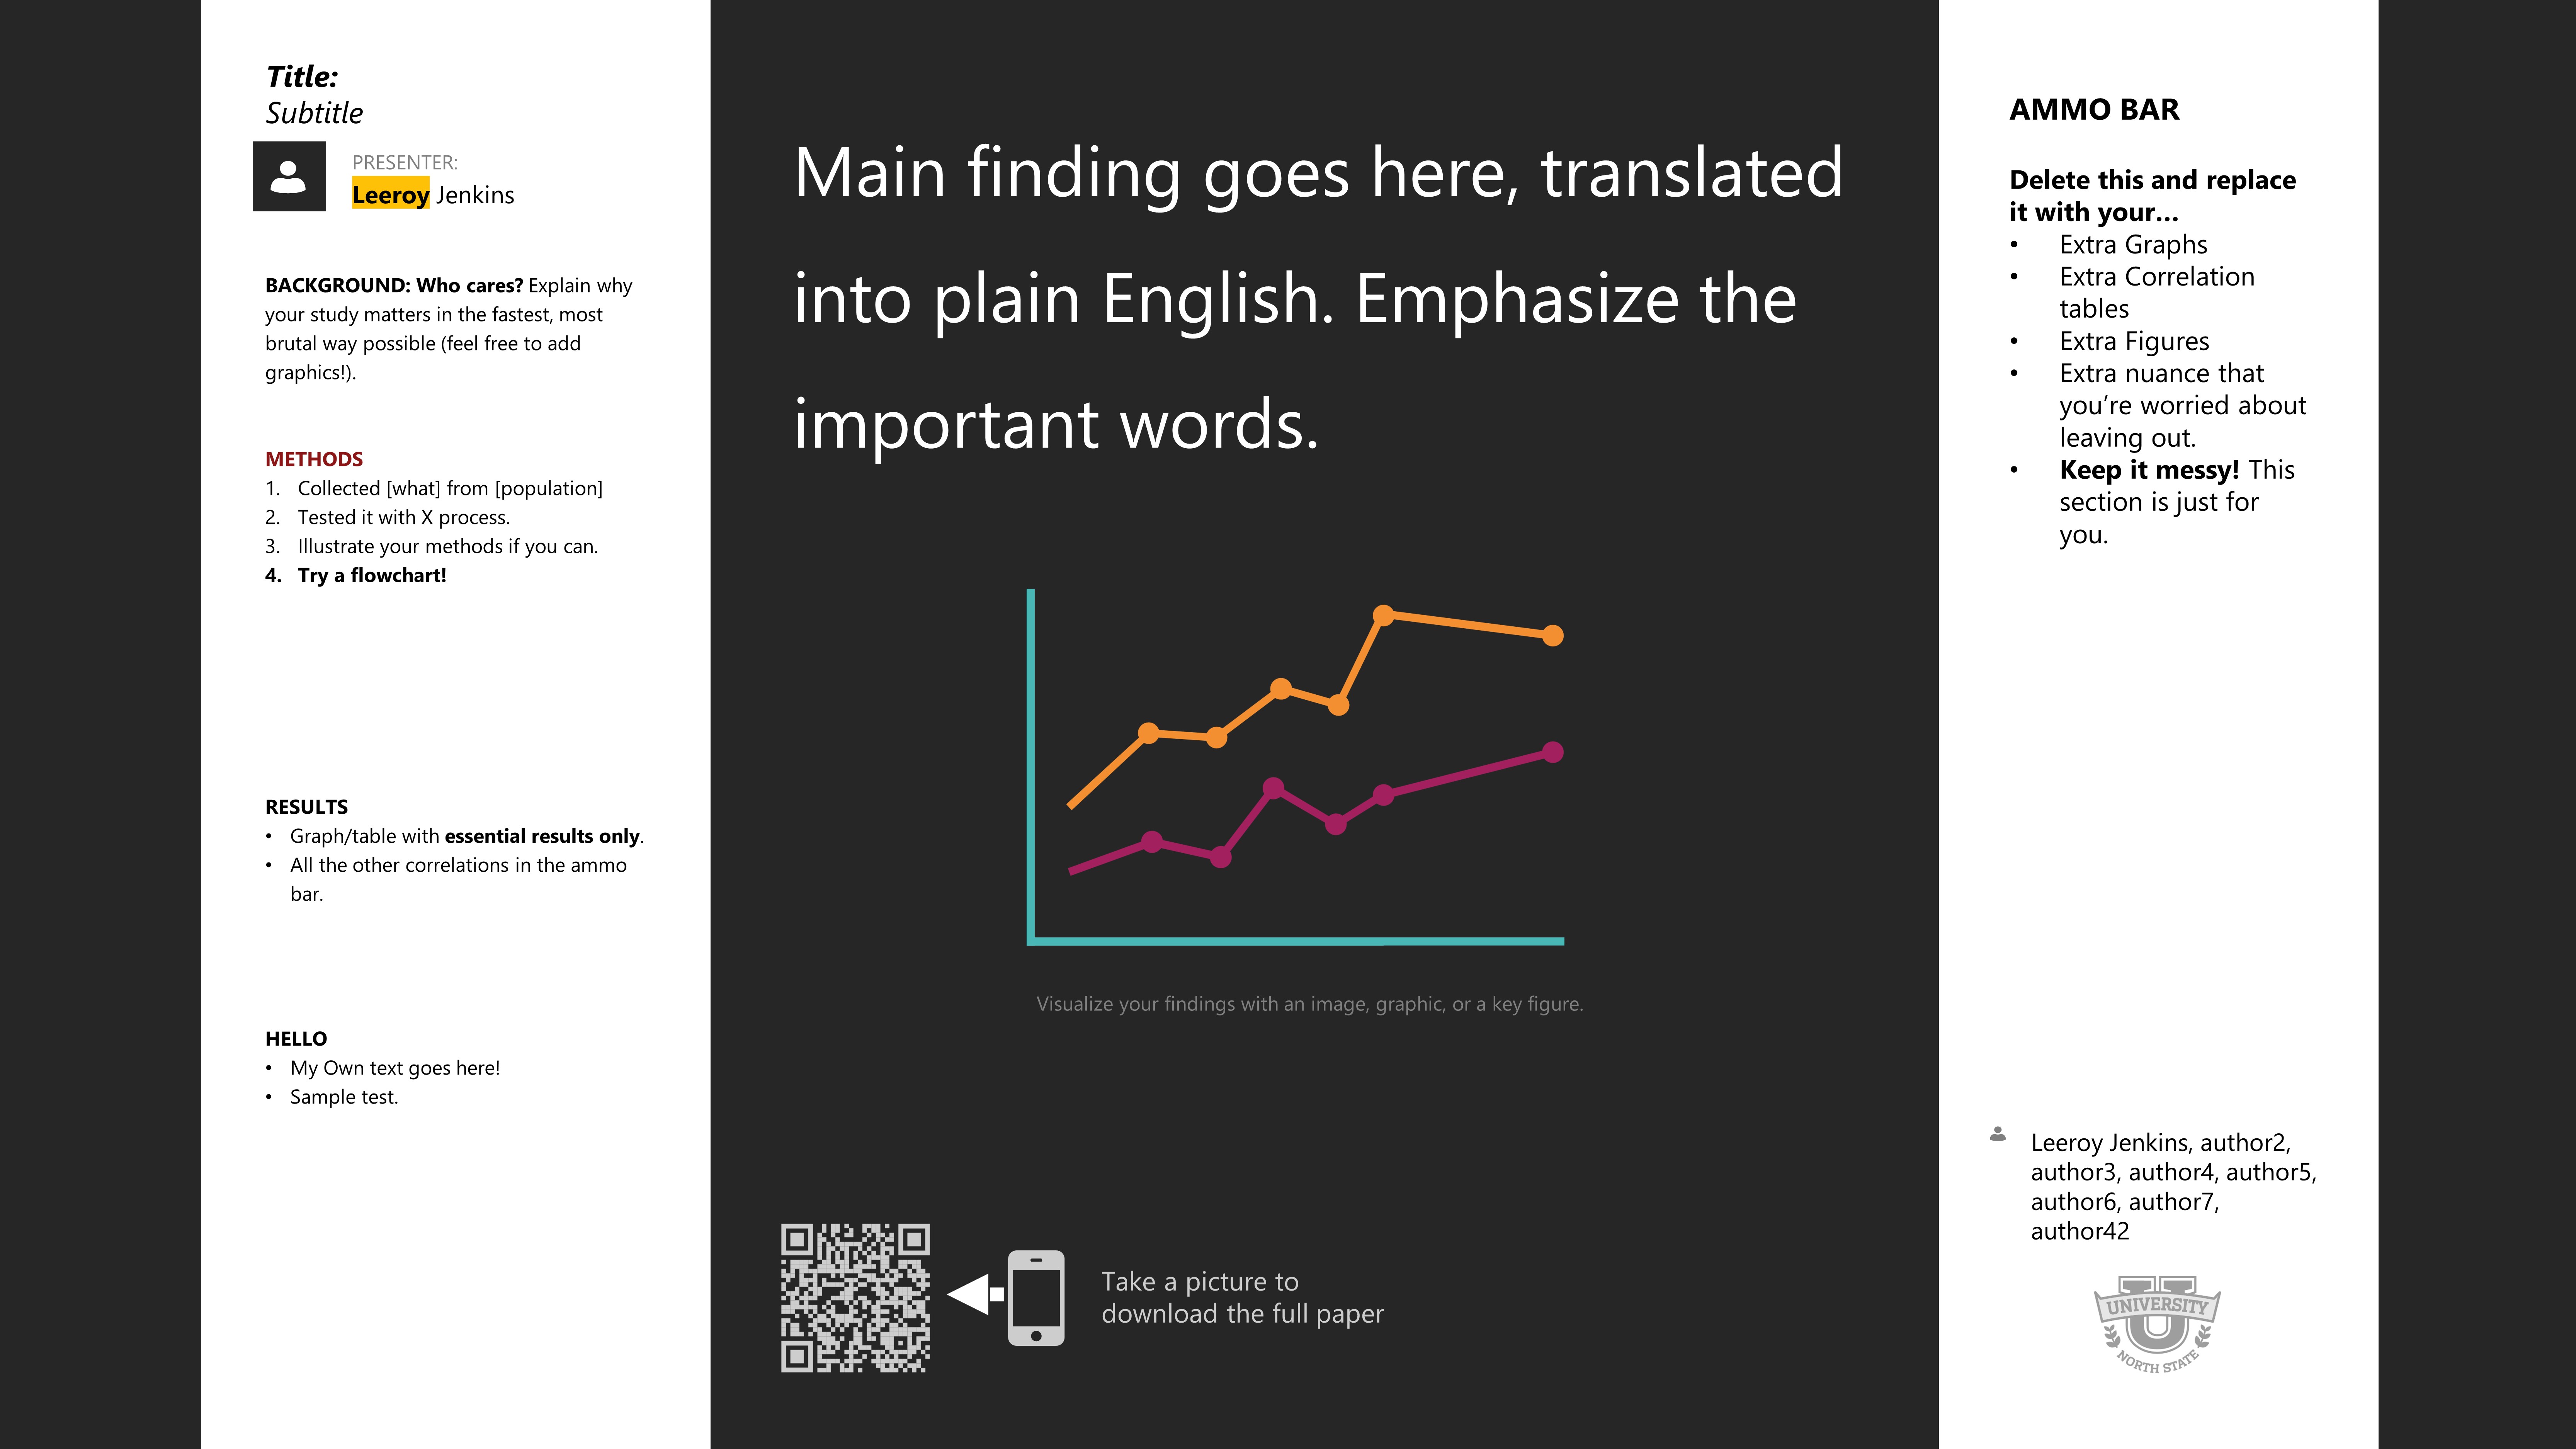 Title:
Subtitle
PRESENTER:
Leeroy Jenkins
BACKGROUND: Who cares? Explain why
your study matters in the fastest, most
brutal way possible (feel free to add
graphics!).
METHODS
1. Collected [what] from [population]
2. Tested it with X process.
3. Illustrate your methods if you can.
4. Try a flowchart!
RESULTS
• Graph/table with essential results only.
• All the other correlations in the ammo
bar.
HELLO
• My Own text goes here!
• Sample test.
Main finding goes here, translated
into plain English. Emphasize the
important words.
Visualize your findings with an image, graphic, or a key figure.
Take a picture to
download the full paper
AMMO BAR
Delete this and replace
it with your…
• Extra Graphs
• Extra Correlation
tables
• Extra Figures
• Extra nuance that
you’re worried about
leaving out.
• Keep it messy! This
section is just for
you.
Leeroy Jenkins, author2,
author3, author4, author5,
author6, author7,
author42
U
UNIVERSITY
NORTH STATE